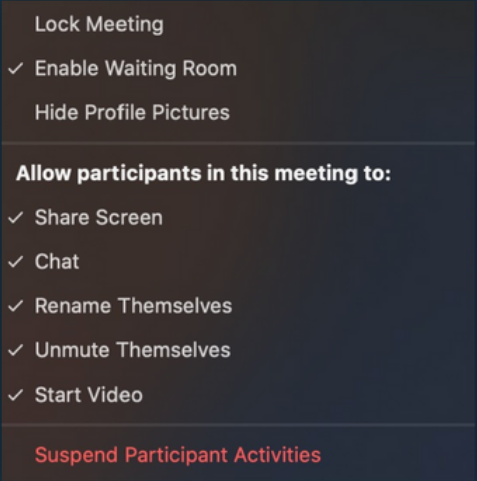 Lock Meeting
✓ Enable Waiting Room
Hide Profile Pictures
Allow participants in this meeting to:
✓ Share Screen
✓ Chat
✓ Rename Themselves
✓ Unmute Themselves
✓ Start Video
Suspend Participant Activities